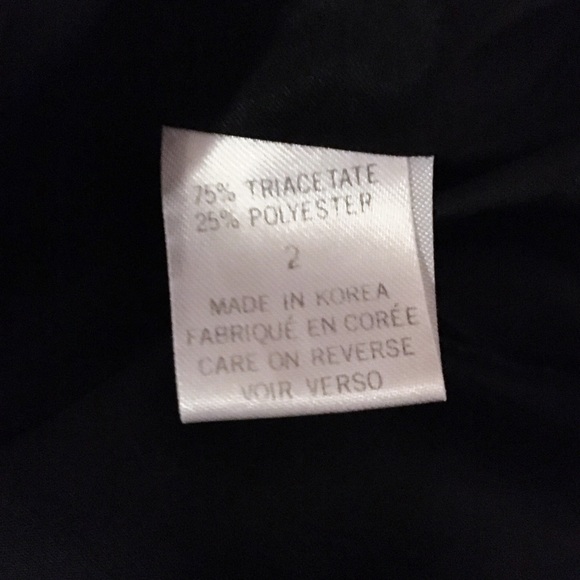 75% TRIACETATE
25% POLYESTER
2
MADE IN KOREA
FABRIQUÉ EN CORÉE
CARE ON REVERSE
VOIR VERSO